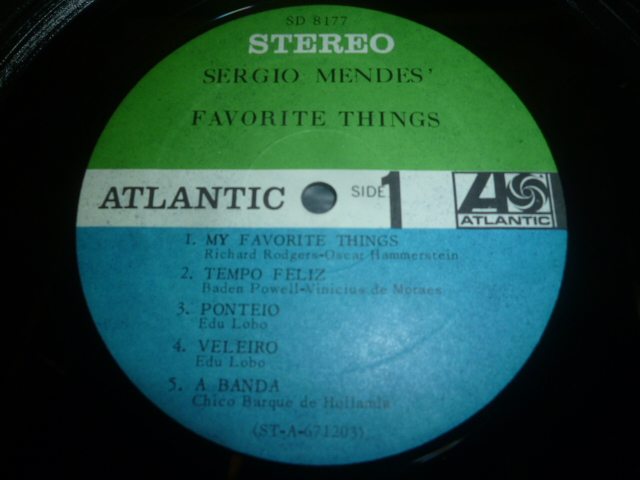 SD 8177
STEREO
SERGIO MENDES'
FAVORITE THINGS
ATLANTIC SIDE 1 A ATLANTIC
1. MY FAVORITE THINGS
Richard Rodgers-Oscar Hammerstein
2. TEMPO FELIZ
Baden Powell-Vinicius de Moraes
3. PONTEIO
Edu Lobo
4. VELEIRO
Edu Lobo
5. A BANDA
Chico Barque de Hollanda
(ST-A-671203)